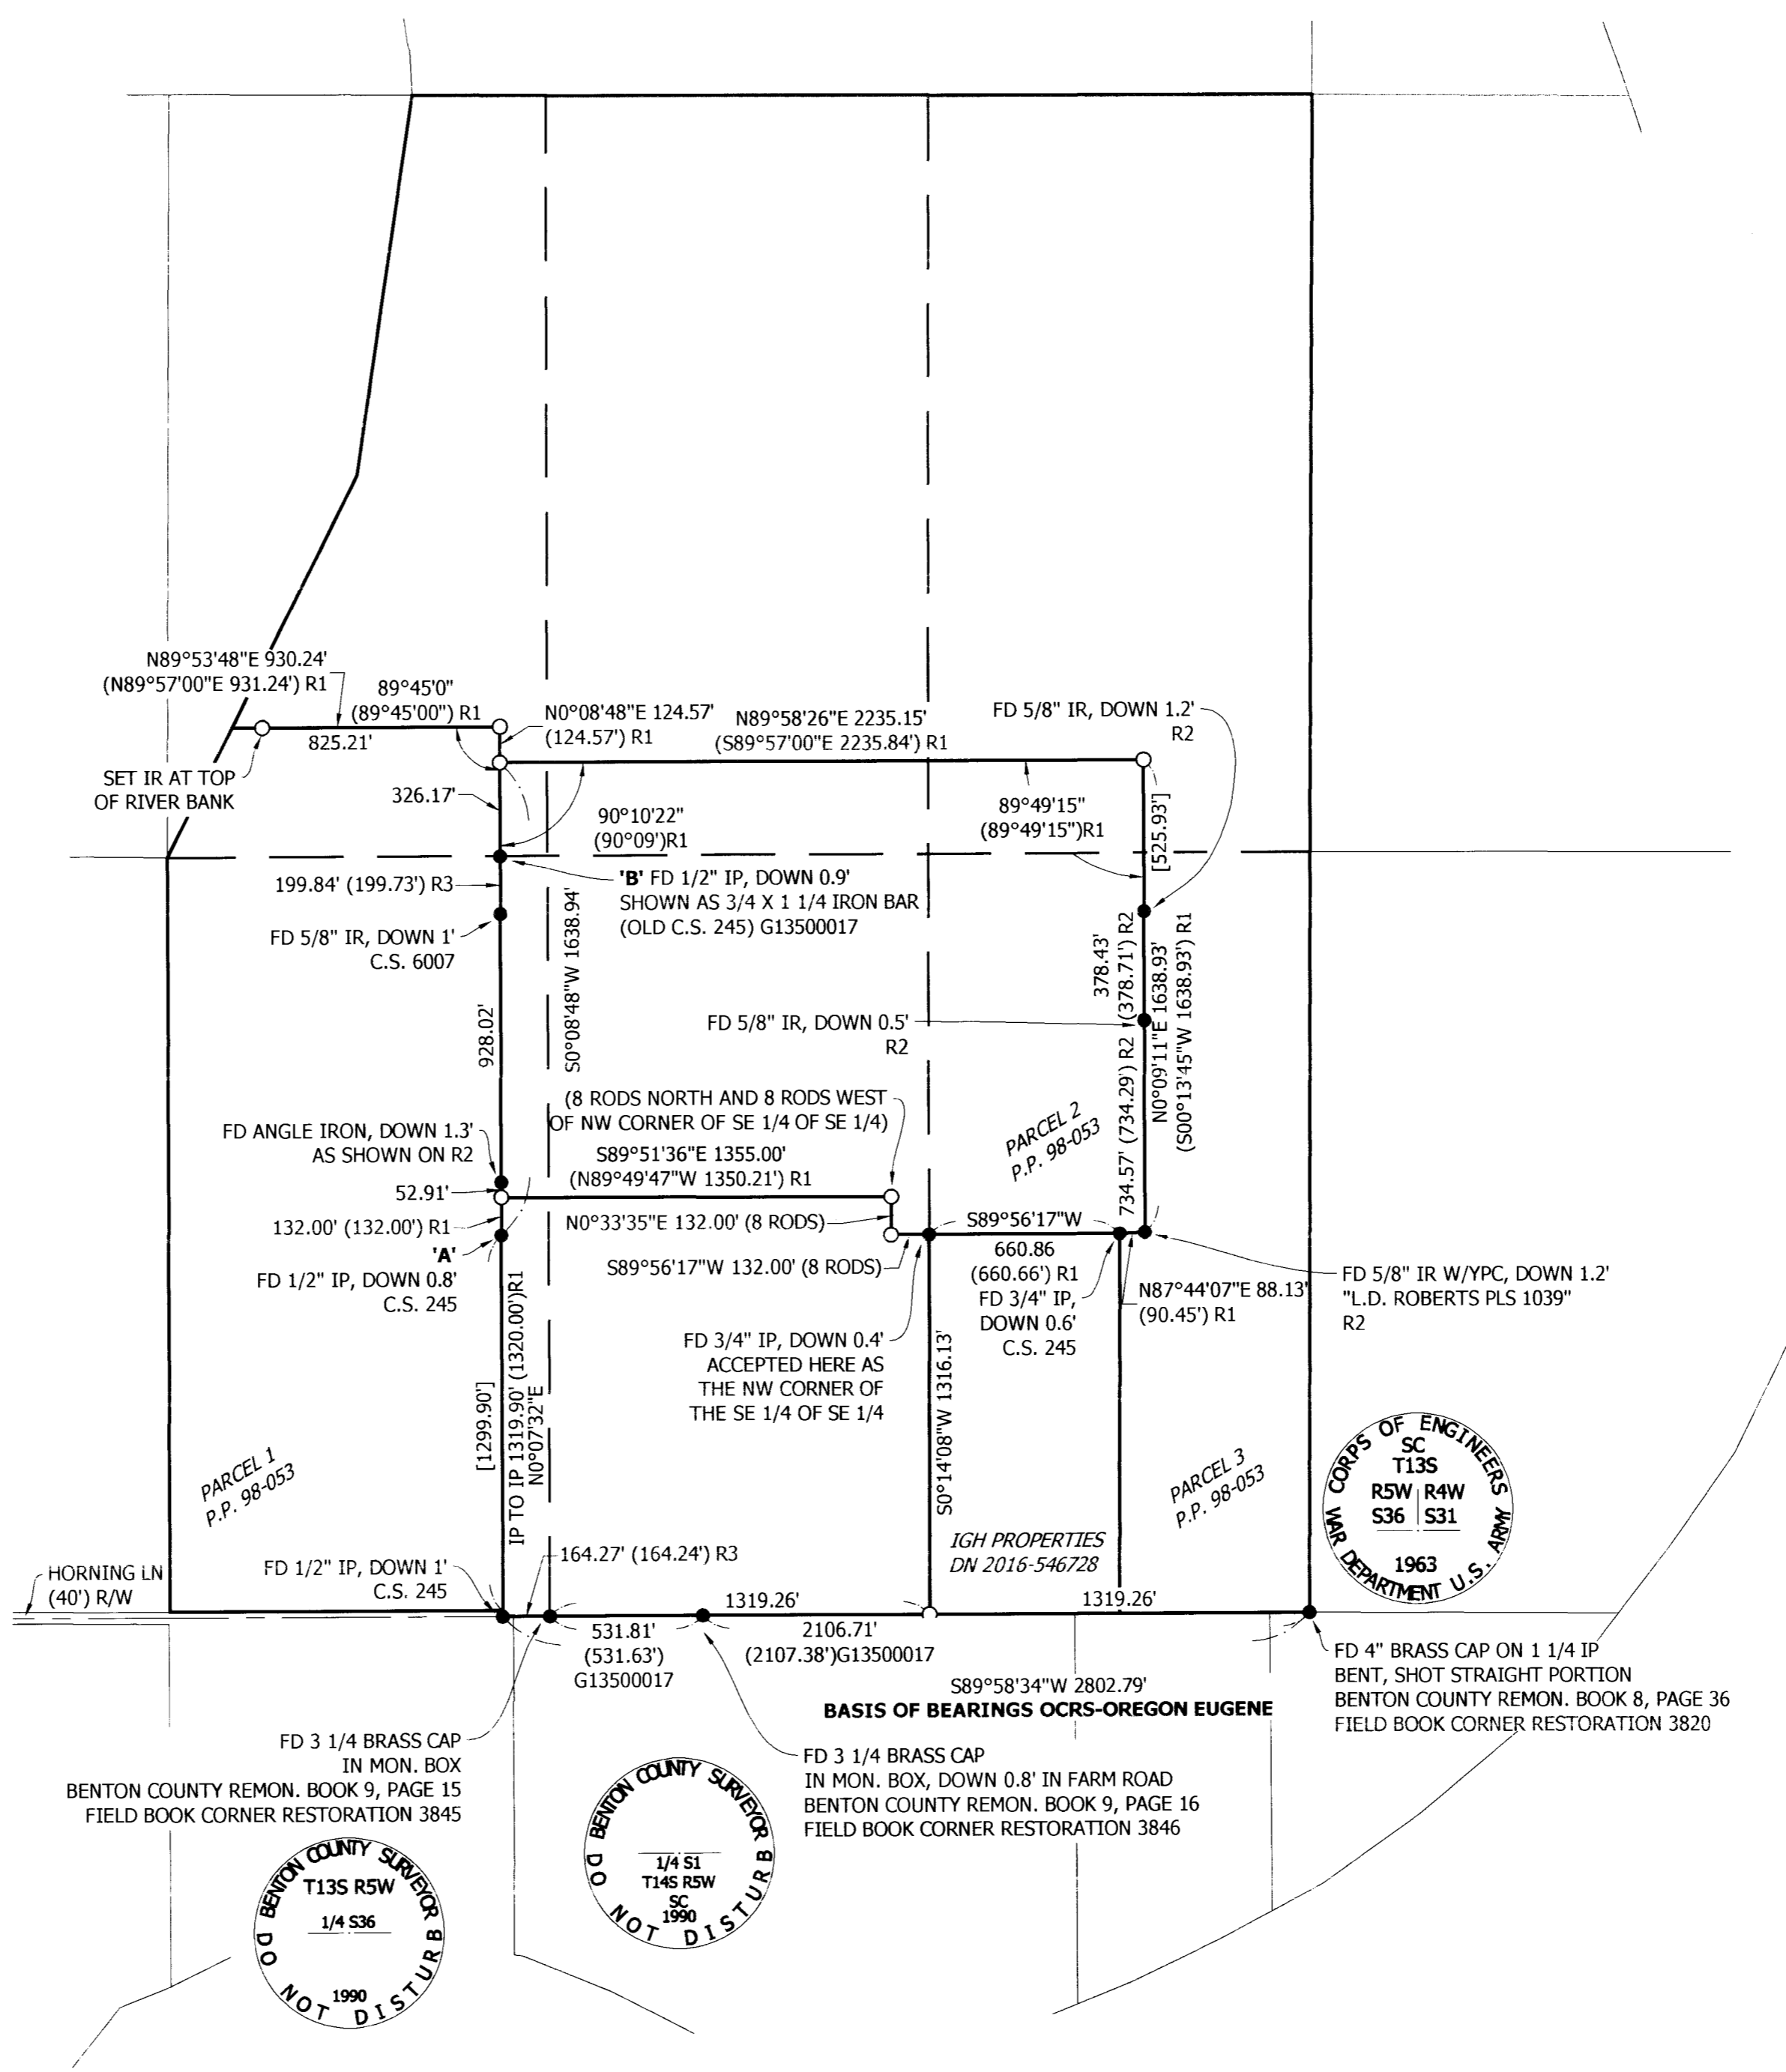 N89°53'48"E 930.24'
(N89°57'00"E 931.24') R1
89°45'0"
(89°45'00") R1
825.21'
SET IR AT TOP
OF RIVER BANK
N0°08'48"E 124.57'
(124.57') R1
N89°58'26"E 2235.15'
(S89°57'00"E 2235.84') R1
FD 5/8" IR, DOWN 1.2'
R2
326.17'
90°10'22"
(90°09')R1
89°49'15"
(89°49'15")R1
[525.93']
199.84' (199.73') R3
'B' FD 1/2" IP, DOWN 0.9'
SHOWN AS 3/4 X 1 1/4 IRON BAR
(OLD C.S. 245) G13500017
FD 5/8" IR, DOWN 1'
C.S. 6007
S0°08'48"W 1638.94'
928.02'
378.43'
(378.71') R2
N0°09'11"E 1638.93'
(S00°13'45"W 1638.93') R1
FD 5/8" IR, DOWN 0.5'
R2
734.57' (734.29') R2
(8 RODS NORTH AND 8 RODS WEST
OF NW CORNER OF SE 1/4 OF SE 1/4)
PARCEL 2
P.P. 98-053
FD ANGLE IRON, DOWN 1.3'
AS SHOWN ON R2
S89°51'36"E 1355.00'
(N89°49'47"W 1350.21') R1
52.91'
132.00' (132.00') R1
N0°33'35"E 132.00' (8 RODS)
S89°56'17"W
660.86
(660.66') R1
'A'
FD 1/2" IP, DOWN 0.8'
C.S. 245
S89°56'17"W 132.00' (8 RODS)
FD 3/4" IP,
DOWN 0.6'
C.S. 245
N87°44'07"E 88.13'
(90.45') R1
FD 5/8" IR W/YPC, DOWN 1.2'
"L.D. ROBERTS PLS 1039"
R2
FD 3/4" IP, DOWN 0.4'
ACCEPTED HERE AS
THE NW CORNER OF
THE SE 1/4 OF SE 1/4
[1299.90']
IP TO IP 1319.90' (1320.00')R1
N0°07'32"E
S0°14'08"W 1316.13'
PARCEL 1
P.P. 98-053
PARCEL 3
P.P. 98-053
CORPS OF ENGINEERS
WAR DEPARTMENT U.S. ARMY
SC
T13S
R5W R4W
S36 S31
1963
IGH PROPERTIES
DN 2016-546728
HORNING LN
(40') R/W
FD 1/2" IP, DOWN 1'
C.S. 245
164.27' (164.24') R3
1319.26'
1319.26'
531.81'
(531.63')
G13500017
2106.71'
(2107.38')G13500017
S89°58'34"W 2802.79'
BASIS OF BEARINGS OCRS-OREGON EUGENE
FD 4" BRASS CAP ON 1 1/4 IP
BENT, SHOT STRAIGHT PORTION
BENTON COUNTY REMON. BOOK 8, PAGE 36
FIELD BOOK CORNER RESTORATION 3820
FD 3 1/4 BRASS CAP
IN MON. BOX
BENTON COUNTY REMON. BOOK 9, PAGE 15
FIELD BOOK CORNER RESTORATION 3845
FD 3 1/4 BRASS CAP
IN MON. BOX, DOWN 0.8' IN FARM ROAD
BENTON COUNTY REMON. BOOK 9, PAGE 16
FIELD BOOK CORNER RESTORATION 3846
BENTON COUNTY SURVEYOR
T13S R5W
1/4 S36
1990
DO NOT DISTURB
BENTON COUNTY SURVEYOR
1/4 S1
T14S R5W
SC
1990
DO NOT DISTURB